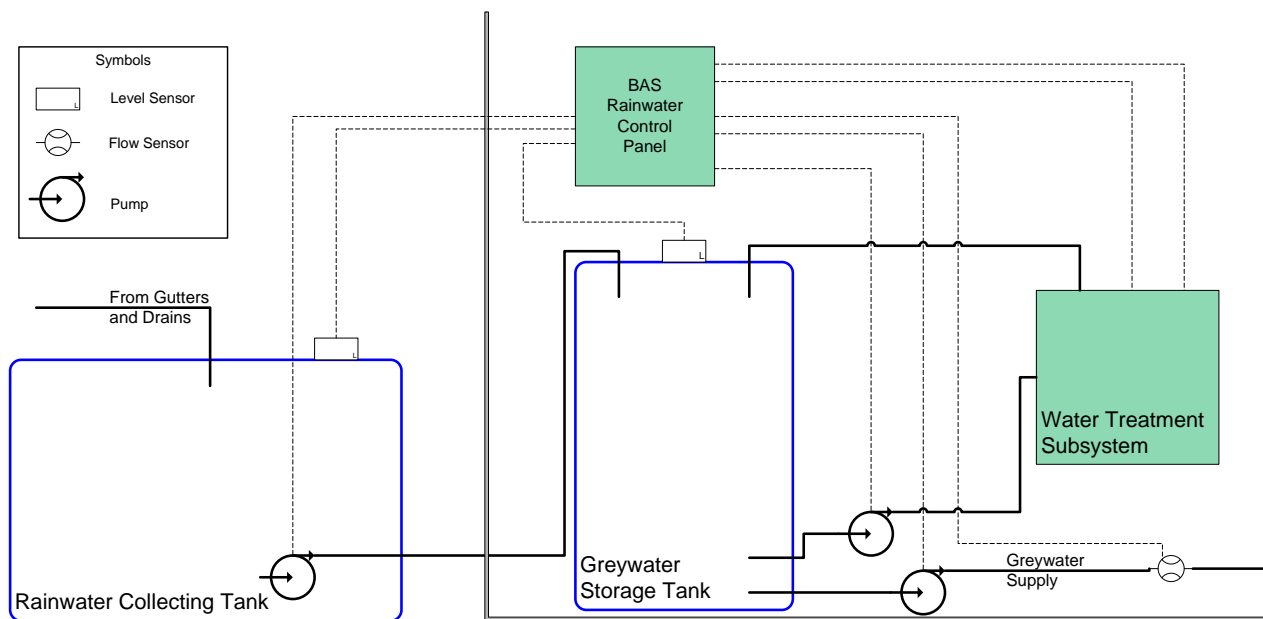 Symbols
L
Level Sensor
Flow Sensor
Pump
BAS
Rainwater
Control
Panel
L
From Gutters
and Drains
L
Water Treatment
Subsystem
Greywater
Storage Tank
Greywater
Supply
Rainwater Collecting Tank